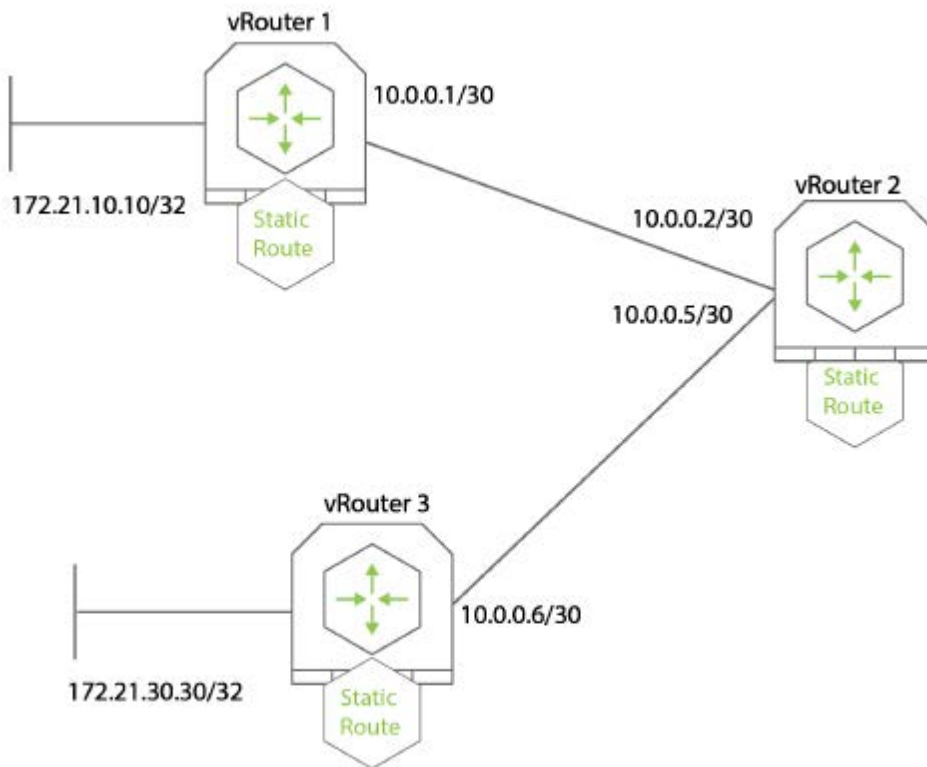 vRouter 1
10.0.0.1/30
172.21.10.10/32
Static
Route
vRouter 2
10.0.0.2/30
10.0.0.5/30
Static
Route
vRouter 3
10.0.0.6/30
172.21.30.30/32
Static
Route